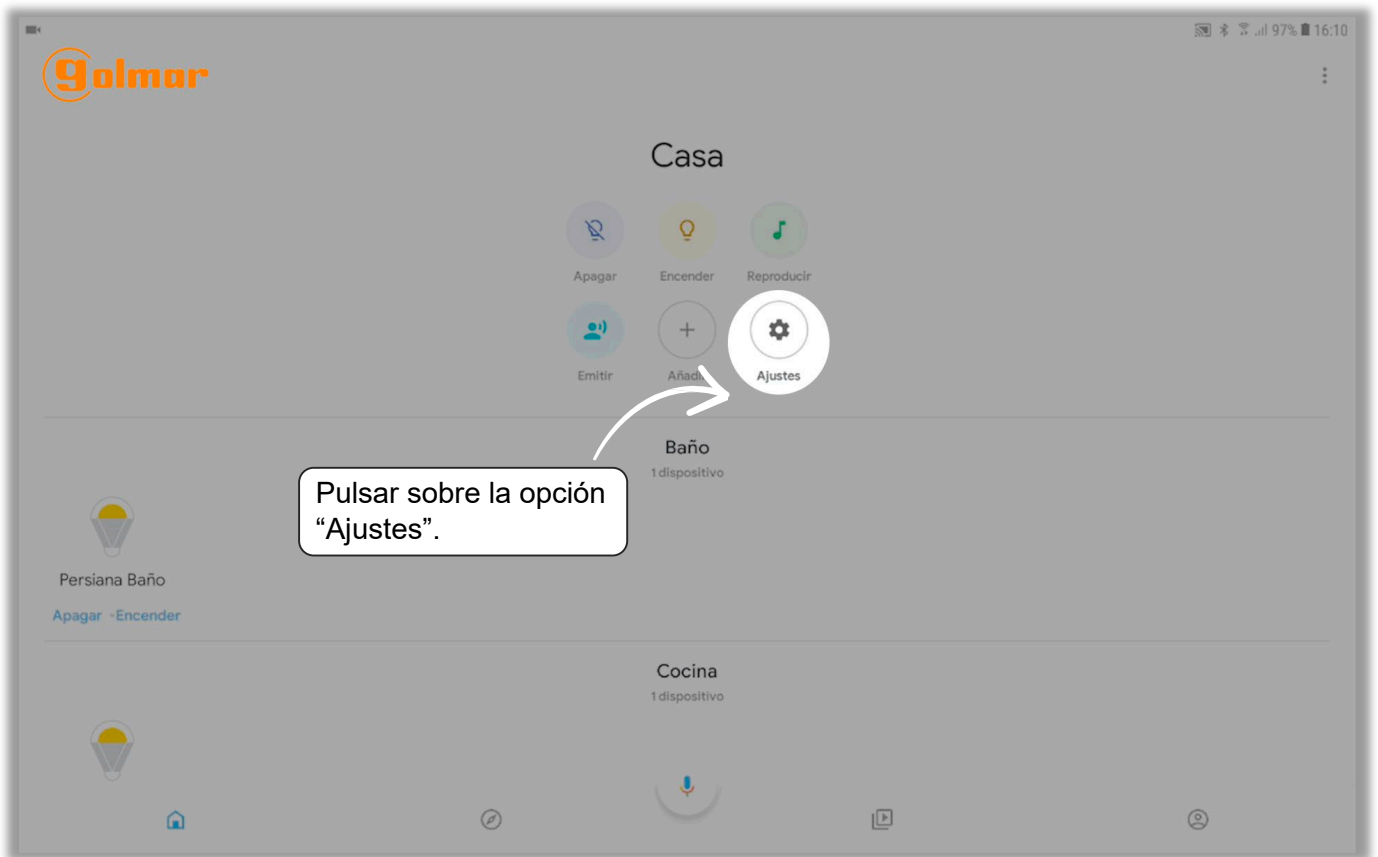 97% 16:10
golmar
Casa
Apagar Encender Reproducir
Emitir Añadi Ajustes
Baño
1 dispositivo
Pulsar sobre la opción
“Ajustes”.
Persiana Baño
Apagar •Encender
Cocina
1 dispositivo